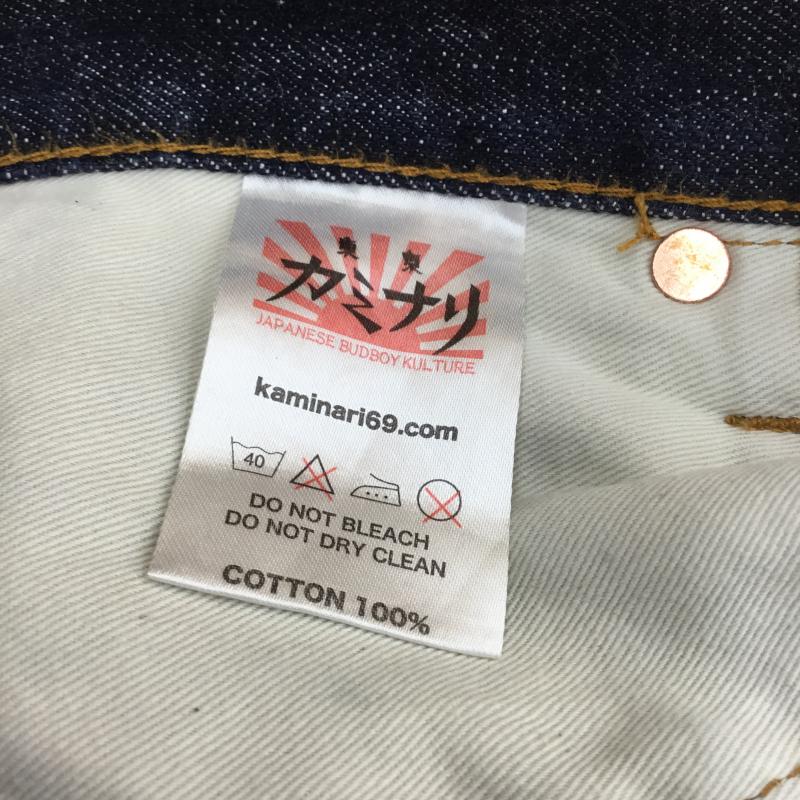 カミナリ
JAPANESE BUDBOY KULTURE
kaminari69.com
40
DO NOT BLEACH
DO NOT DRY CLEAN
COTTON 100%